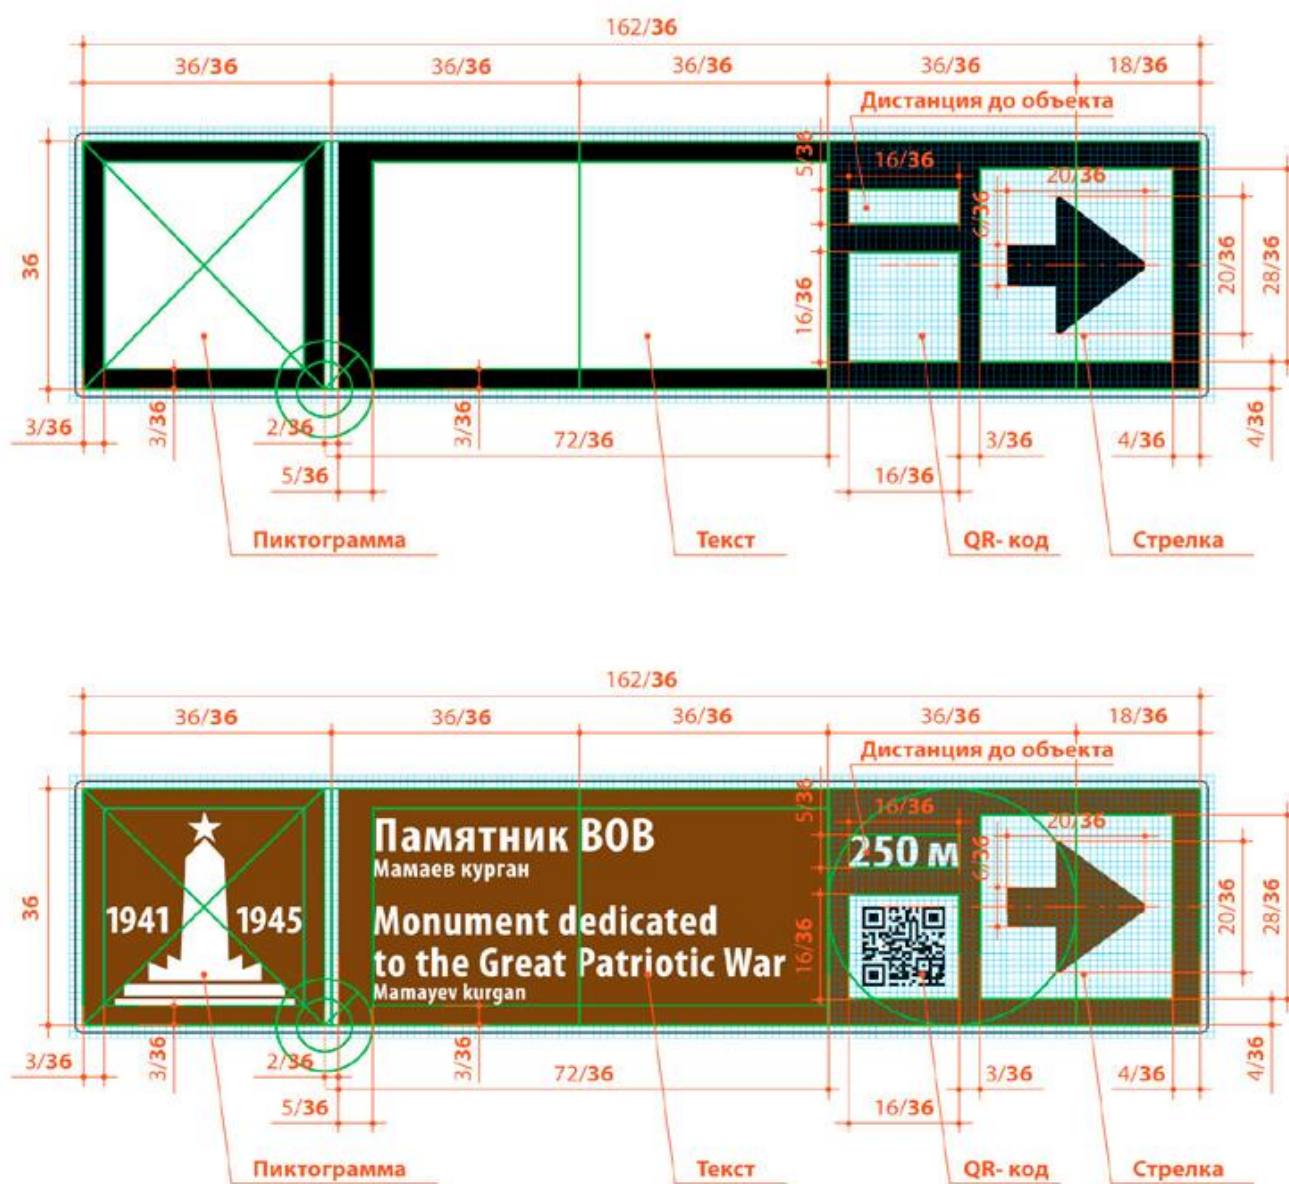 162/36
36/36 36/36 36/36 36/36 18/36
Дистанция до объекта
5/36 16/36 20/36
6/36
36 16/36 20/36 28/36
3/36 3/36 2/36 3/36 72/36 3/36 4/36 4/36
5/36 16/36
Пиктограмма Текст QR- код Стрелка
162/36
36/36 36/36 36/36 36/36 18/36
Дистанция до объекта
5/36 16/36 20/36
Памятник ВОВ
250 м
6/36
Мамаев курган
36 1941 1945 16/36 20/36 28/36
Monument dedicated
to the Great Patriotic War
Mamayev kurgan
3/36 3/36 2/36 3/36 72/36 3/36 4/36 4/36
5/36 16/36
Пиктограмма Текст QR- код Стрелка